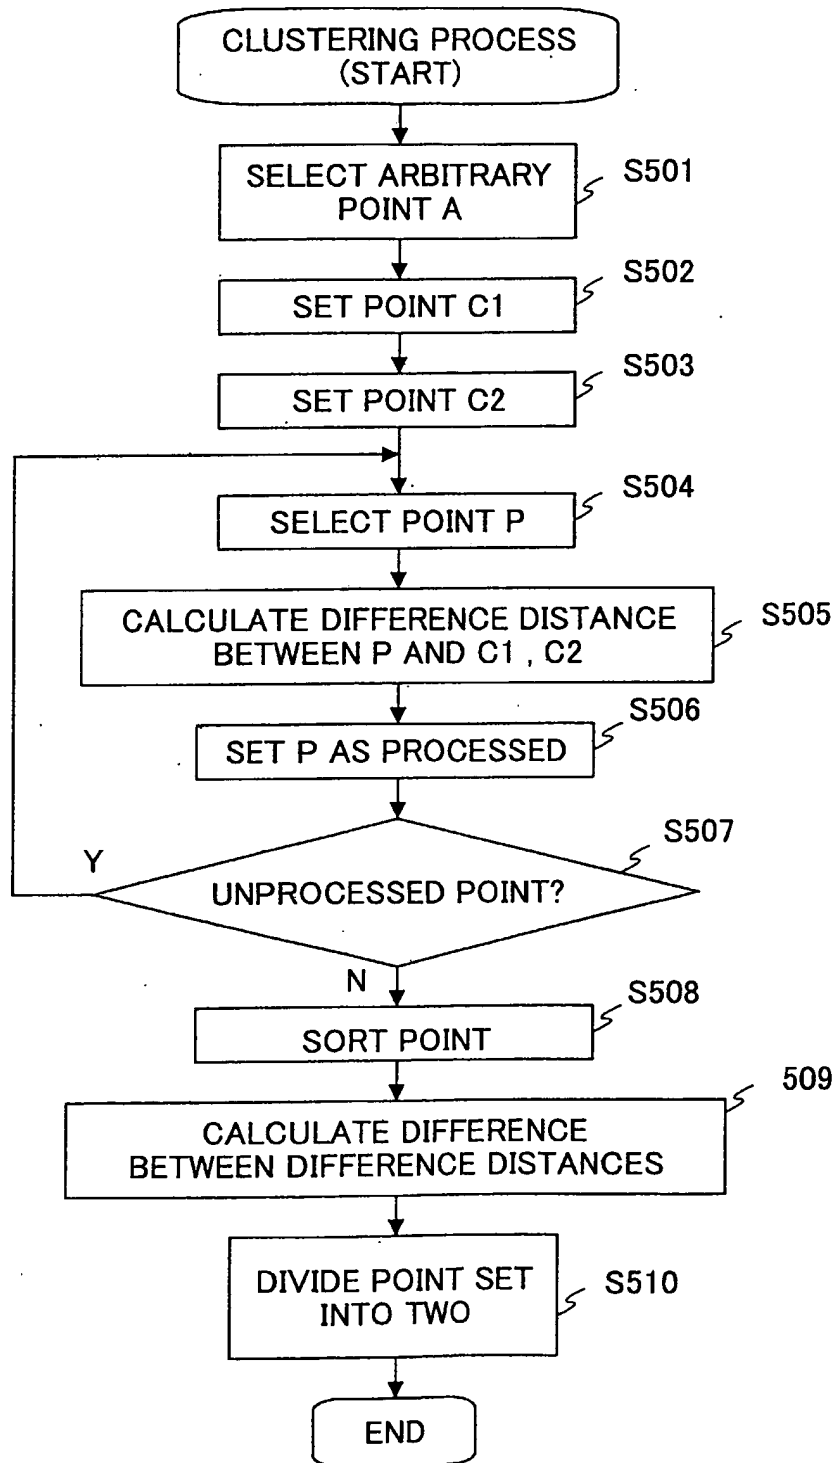 CLUSTERING PROCESS
(START)
SELECT ARBITRARY
POINT A
S501
SET POINT C1
S502
SET POINT C2
S503
SELECT POINT P
S504
CALCULATE DIFFERENCE DISTANCE
BETWEEN P AND C1 , C2
S505
SET P AS PROCESSED
S506
UNPROCESSED POINT?
S507
Y
N
SORT POINT
S508
CALCULATE DIFFERENCE
BETWEEN DIFFERENCE DISTANCES
509
DIVIDE POINT SET
INTO TWO
S510
END